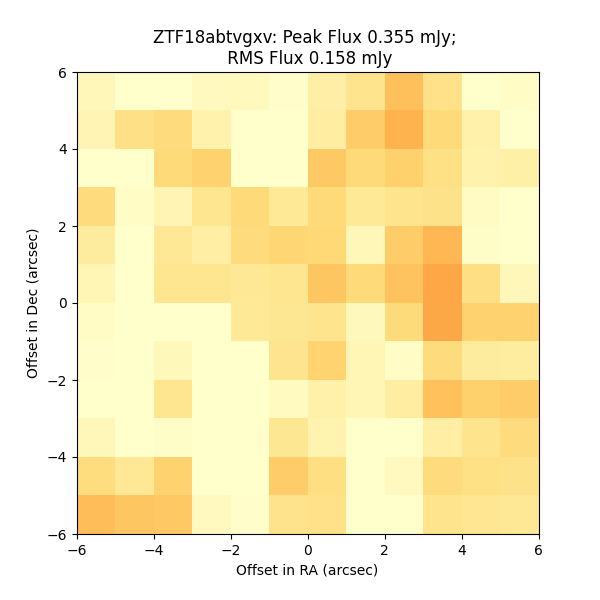 ZTF18abtvgxv: Peak Flux 0.355 mJy;
RMS Flux 0.158 mJy
6
4
2
0
−2
−4
−6
Offset in Dec (arcsec)
−6 −4 −2 0 2 4 6
Offset in RA (arcsec)